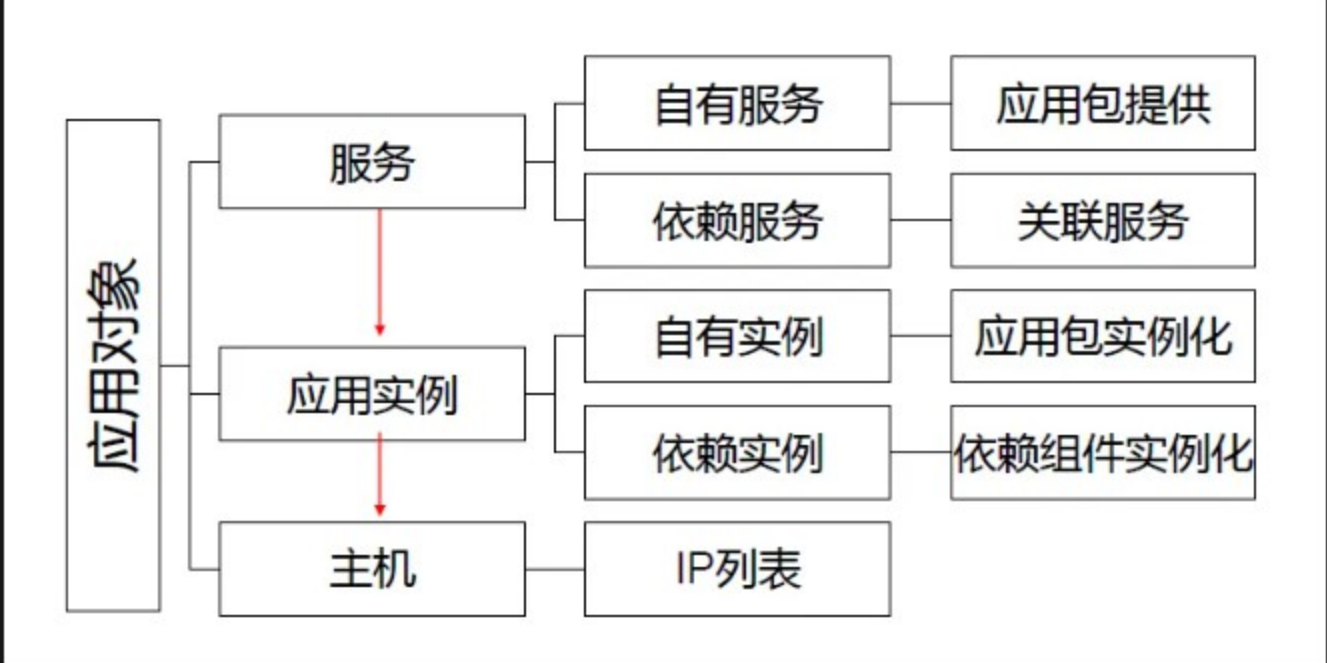 应用对象
服务
自有服务
应用包提供
依赖服务
关联服务
应用实例
自有实例
应用包实例化
依赖实例
依赖组件实例化
主机
IP列表